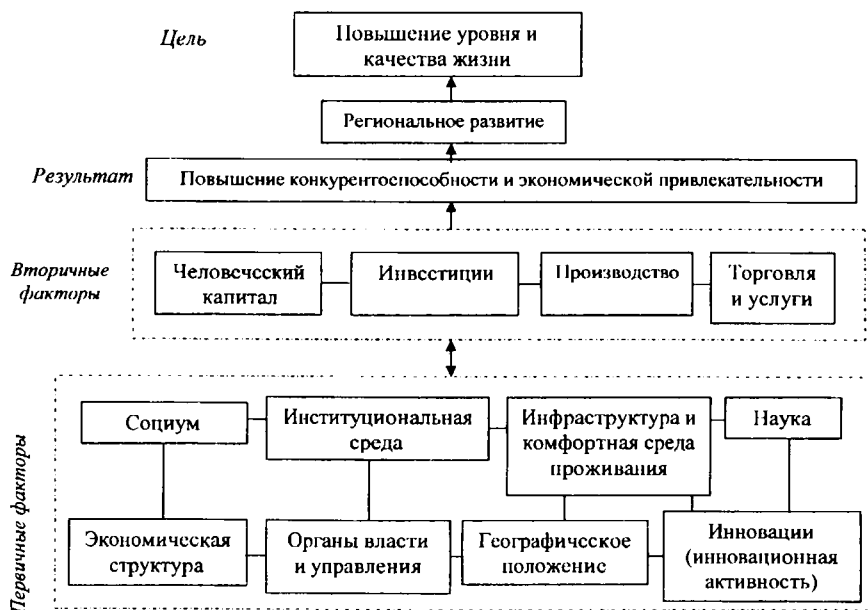 Цель
Повышение уровня и
качества жизни
Региональное развитие
Результат
Повышение конкурентоспособности и экономической привлекательности
Вторичные
факторы
Человеческий
капитал
Инвестиции
Производство
Торговля
и услуги
Первичные факторы
Социум
Институциональная
среда
Инфраструктура и
комфортная среда
проживания
Наука
Экономическая
структура
Органы власти
и управления
Географическое
положение
Инновации
(инновационная
активность)